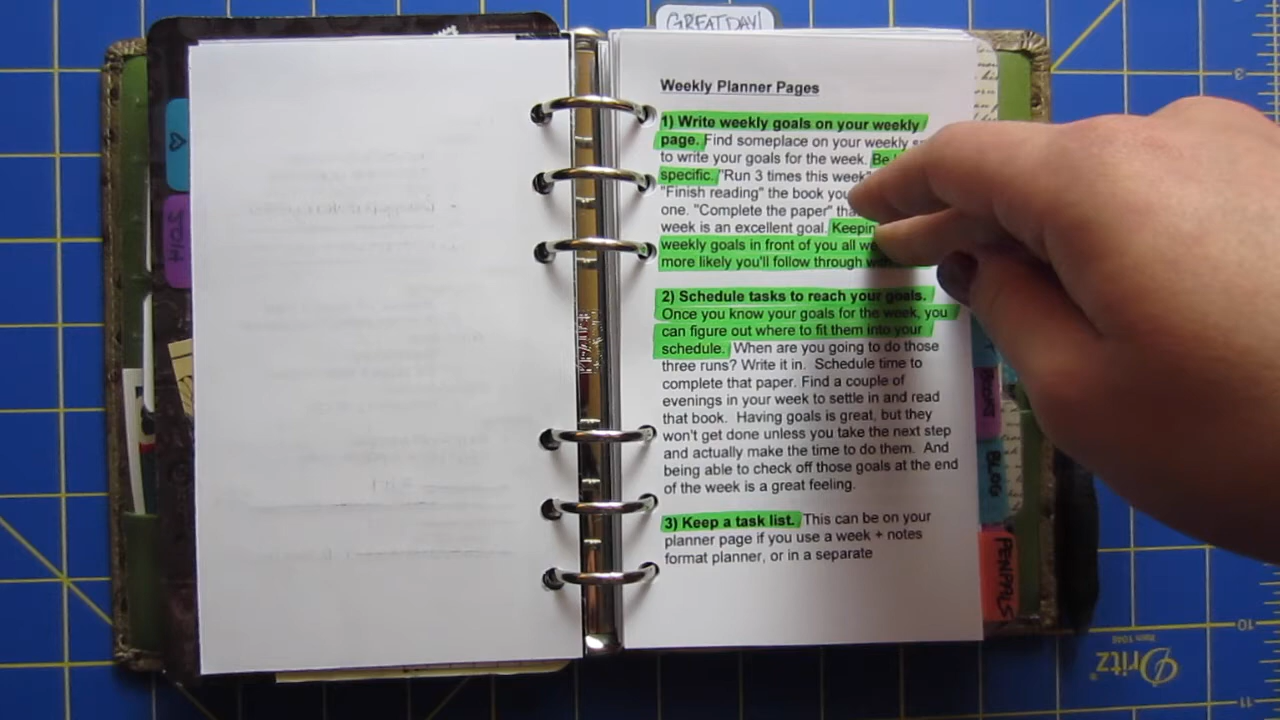 GREAT DAY!
Weekly Planner Pages
1) Write weekly goals on your weekly
page. Find someplace on your weekly
to write your goals for the week. Be
specific. "Run 3 times this week"
"Finish reading" the book you
one. "Complete the paper"
week is an excellent goal.
weekly goals in front of you all
more likely you'll follow through
2) Schedule tasks to reach your goals.
Once you know your goals for the week, you
can figure out where to fit them into your
schedule. When are you going to do those
three runs? Write it in. Schedule time to
complete that paper. Find a couple of
evenings in your week to settle in and read
that book. Having goals is great, but they
won't get done unless you take the next step
and actually make the time to do them. And
being able to check off those goals at the end
of the week is a great feeling.
3) Keep a task list. This can be on your
planner page if you use a week + notes
format planner, or in a separate
BLOG
PENPALS
2014
3
10
11
Dritz®